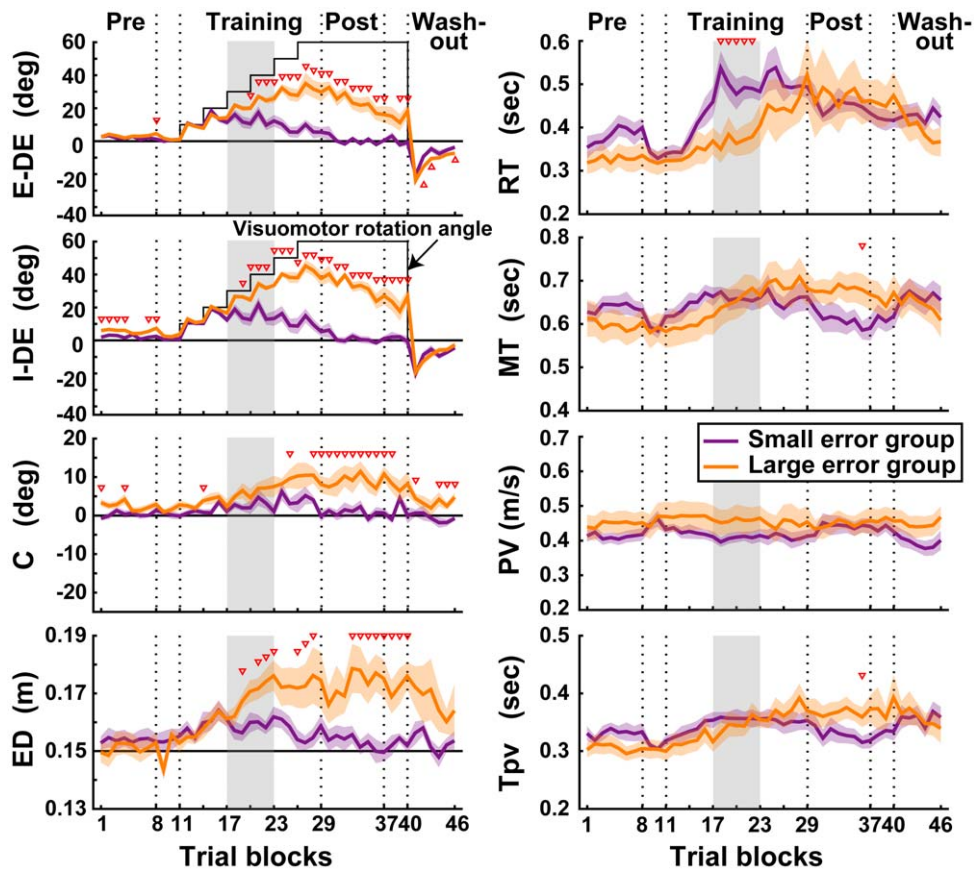 Pre Training Post Wash-
out
60
40
20
0
-20
-40
E-DE (deg)
Visuomotor rotation angle
60
40
20
0
-20
-40
I-DE (deg)
20
10
0
-10
-20
C (deg)
0.19
0.17
0.15
0.13
ED (m)
1 8 11 17 23 29 37 40 46
Trial blocks
Pre Training Post Wash-
out
0.6
0.5
0.4
0.3
0.2
RT (sec)
0.8
0.7
0.6
0.5
0.4
MT (sec)
Small error group
Large error group
0.7
0.6
0.5
0.4
0.3
0.2
PV (m/s)
0.5
0.4
0.3
0.2
Tpv (sec)
1 8 11 17 23 29 37 40 46
Trial blocks